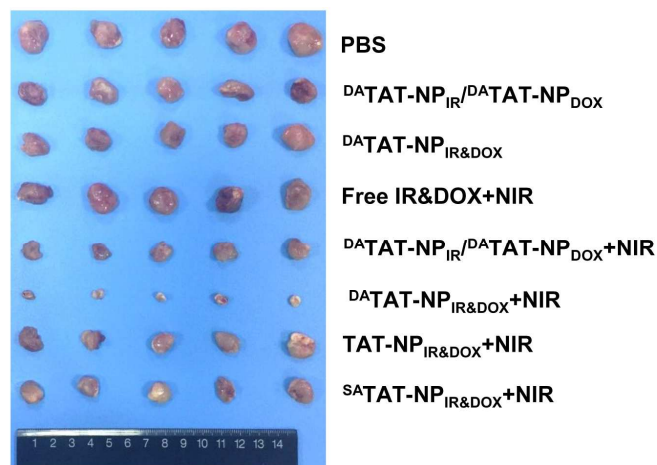 PBS
DATAT-NPIR/DATAT-NPDOX
DATAT-NPIR&DOX
Free IR&DOX+NIR
DATAT-NPIR/DATAT-NPDOX+NIR
DATAT-NPIR&DOX+NIR
TAT-NPIR&DOX+NIR
SATAT-NPIR&DOX+NIR
1 2 3 4 5 6 7 8 9 10 11 12 13 14